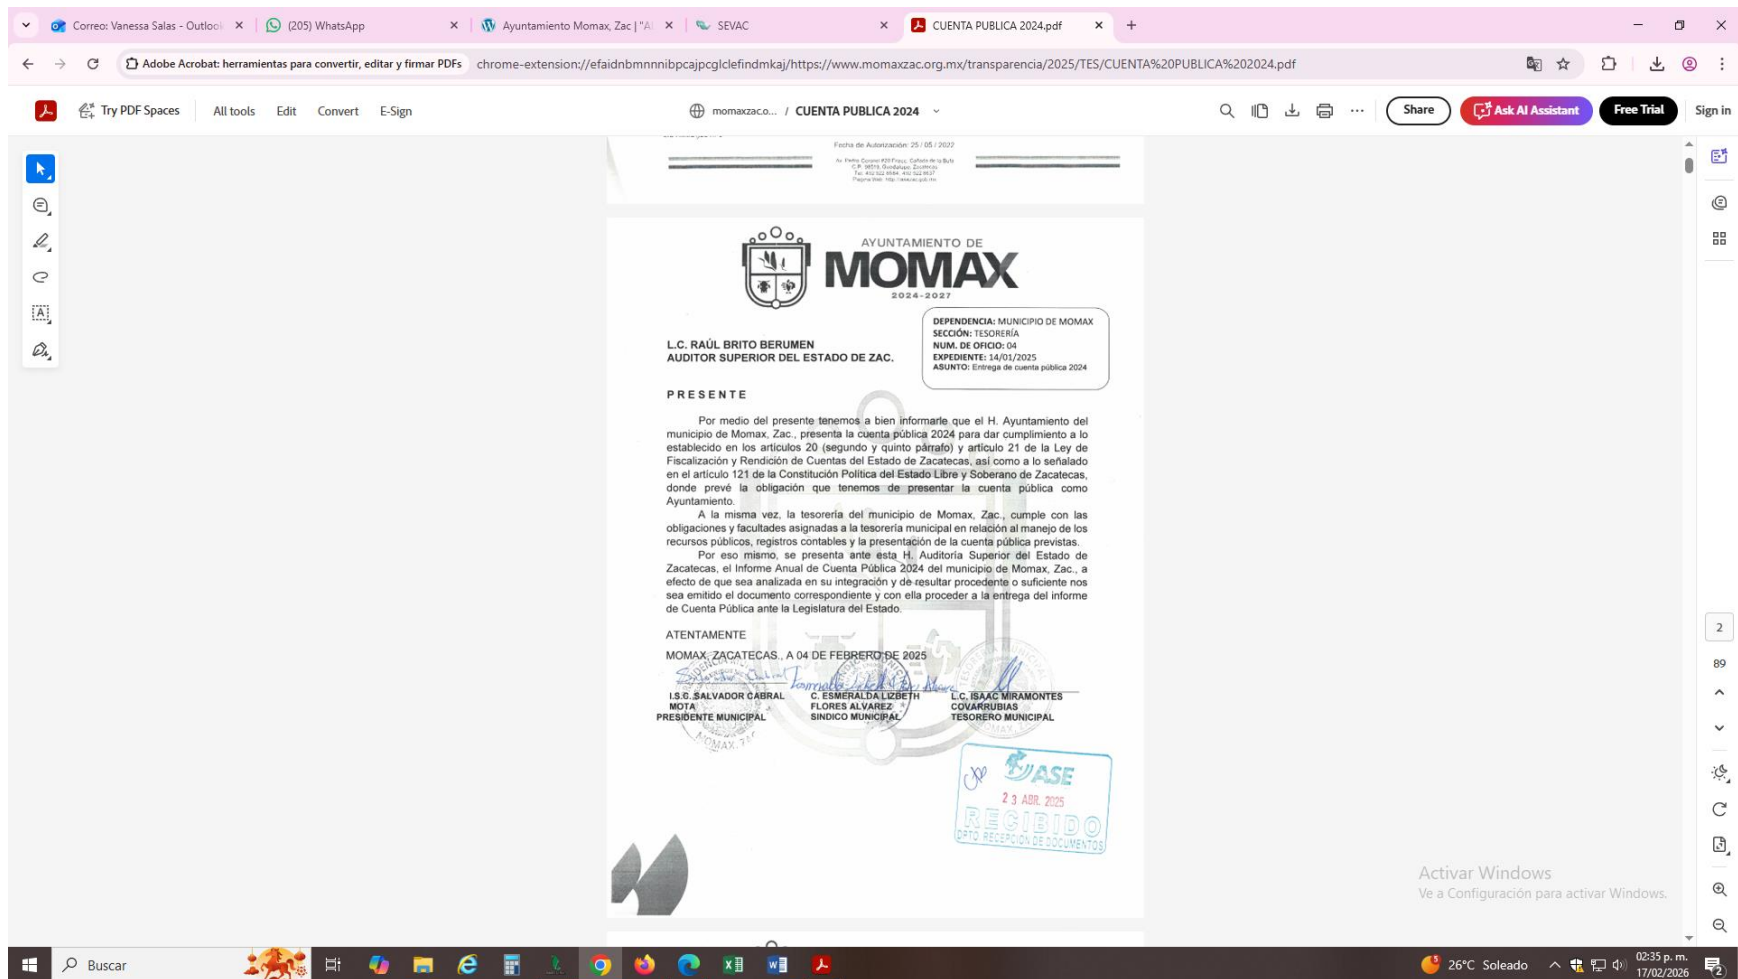 Correo: Vanessa Salas - Outlook
(205) WhatsApp
Ayuntamiento Momax, Zac | "A
SEVAC
CUENTA PUBLICA 2024.pdf
Adobe Acrobat: herramientas para convertir, editar y firmar PDFs
chrome-extension://efaidnbmnnnibpcajpcglclefindmkaj/https://www.momaxzac.org.mx/transparencia/2025/TES/CUENTA%20PUBLICA%202024.pdf
Try PDF Spaces
All tools
Edit
Convert
E-Sign
momaxzac.o... / CUENTA PUBLICA 2024
Share
Ask AI Assistant
Free Trial
Sign in
Fecha de Autorización: 25 / 05 / 2022
AYUNTAMIENTO DE
MOMAX
2024-2027
DEPENDENCIA: MUNICIPIO DE MOMAX
SECCIÓN: TESORERÍA
NUM. DE OFICIO: 04
EXPEDIENTE: 14/01/2025
ASUNTO: Entrega de cuenta pública 2024
L.C. RAÚL BRITO BERUMEN
AUDITOR SUPERIOR DEL ESTADO DE ZAC.
P R E S E N T E
Por medio del presente tenemos a bien informarle que el H. Ayuntamiento del
municipio de Momax, Zac., presenta la cuenta pública 2024 para dar cumplimiento a lo
establecido en los artículos 20 (segundo y quinto párrafo) y artículo 21 de la Ley de
Fiscalización y Rendición de Cuentas del Estado de Zacatecas, así como a lo señalado
en el artículo 121 de la Constitución Política del Estado Libre y Soberano de Zacatecas,
donde prevé la obligación que tenemos de presentar la cuenta pública como
Ayuntamiento.
A la misma vez, la tesorería del municipio de Momax, Zac., cumple con las
obligaciones y facultades asignadas a la tesorería municipal en relación al manejo de los
recursos públicos, registros contables y la presentación de la cuenta pública previstas.
Por eso mismo, se presenta ante esta H. Auditoría Superior del Estado de
Zacatecas, el Informe Anual de Cuenta Pública 2024 del municipio de Momax, Zac., a
efecto de que sea analizada en su integración y de resultar procedente o suficiente nos
sea emitido el documento correspondiente y con ella proceder a la entrega del informe
de Cuenta Pública ante la Legislatura del Estado.
ATENTAMENTE
MOMAX, ZACATECAS., A 04 DE FEBRERO DE 2025
I.S.C. SALVADOR CABRAL
MOTA
PRESIDENTE MUNICIPAL
C. ESMERALDA LIZBETH
FLORES ALVAREZ
SINDICO MUNICIPAL
L.C. ISAAC MIRAMONTES
COVARRUBIAS
TESORERO MUNICIPAL
MOMAX, ZAC
ASE
23 ABR. 2025
RECIBIDO
DPTO. RECEPCIÓN DE DOCUMENTOS
2
89
Activar Windows
Ve a Configuración para activar Windows.
Buscar
26°C Soleado
02:35 p. m.
17/02/2026
2